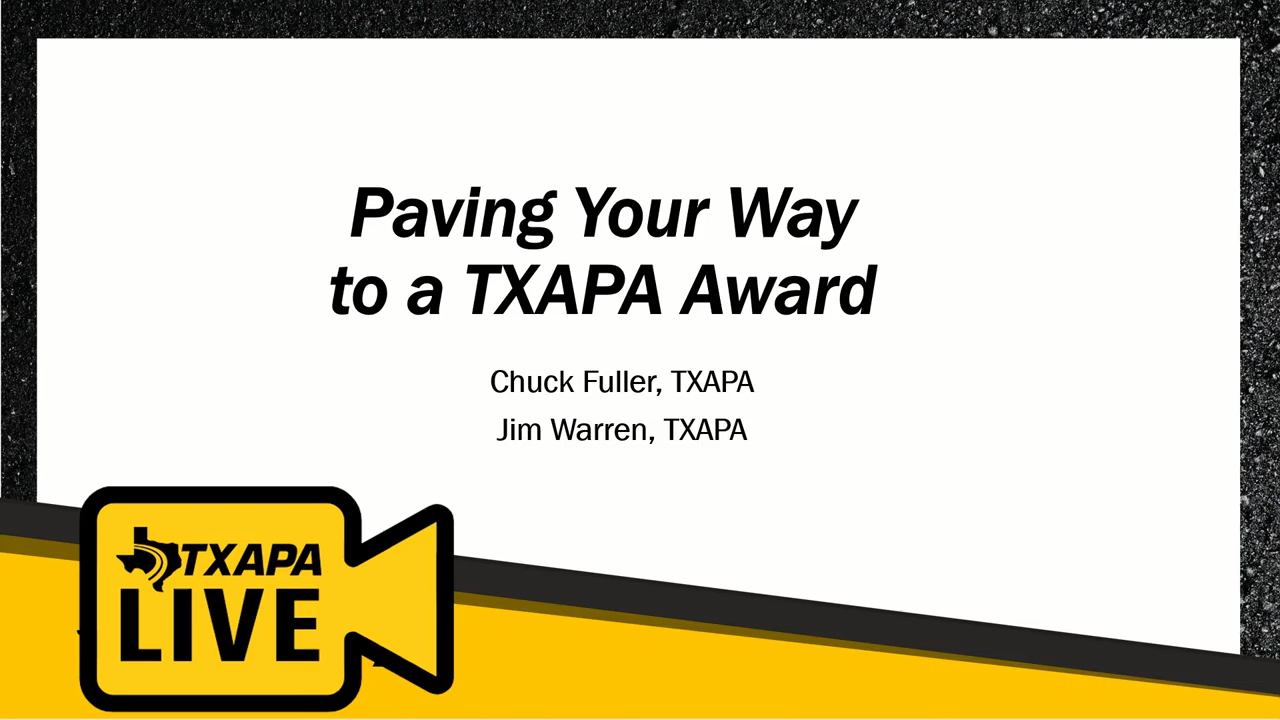 Paving Your Way
to a TXAPA Award
Chuck Fuller, TXAPA
Jim Warren, TXAPA
TXAPA
LIVE